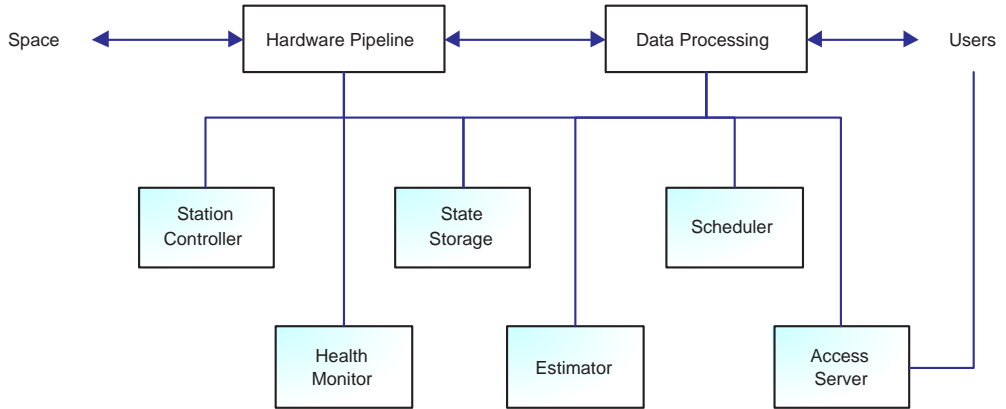 Space
Hardware Pipeline
Data Processing
Users
Station
Controller
State
Storage
Scheduler
Health
Monitor
Estimator
Access
Server